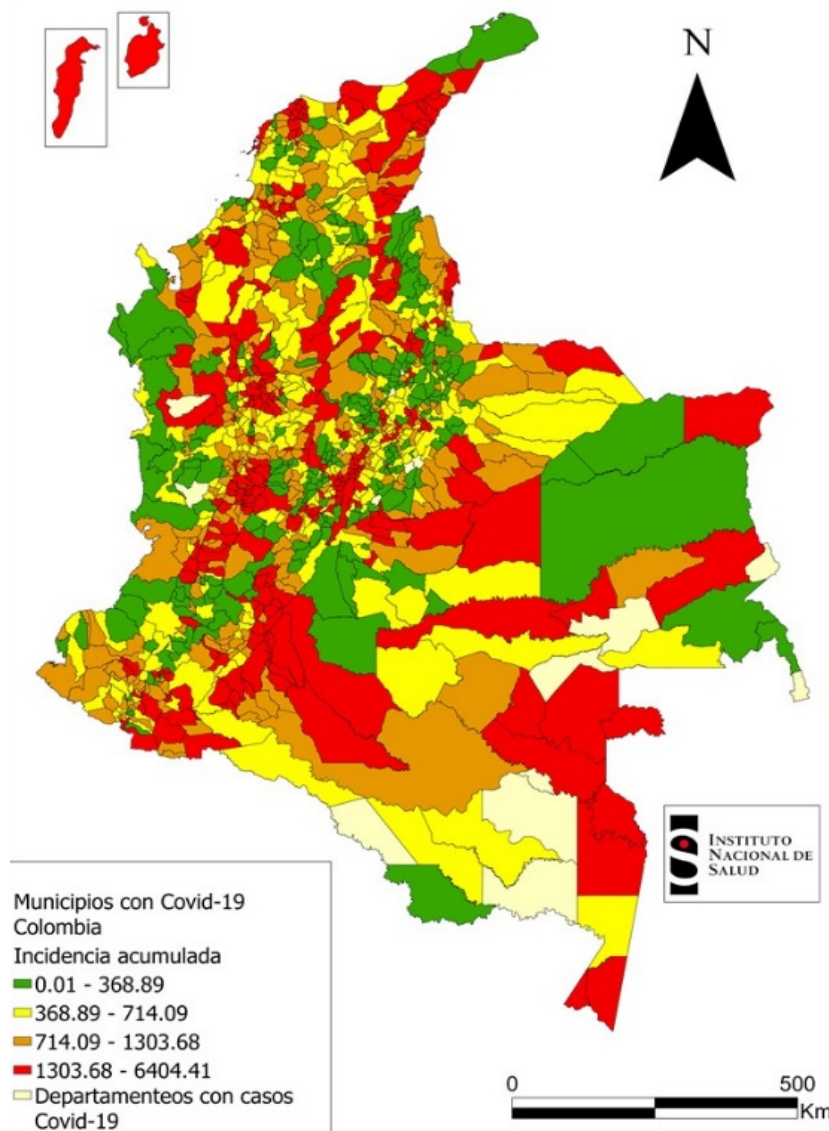 N
INSTITUTO
NACIONAL DE
SALUD
Municipios con Covid-19
Colombia
Incidencia acumulada
0.01 - 368.89
368.89 - 714.09
714.09 - 1303.68
1303.68 - 6404.41
Departamenteos con casos
Covid-19
0 500
Km